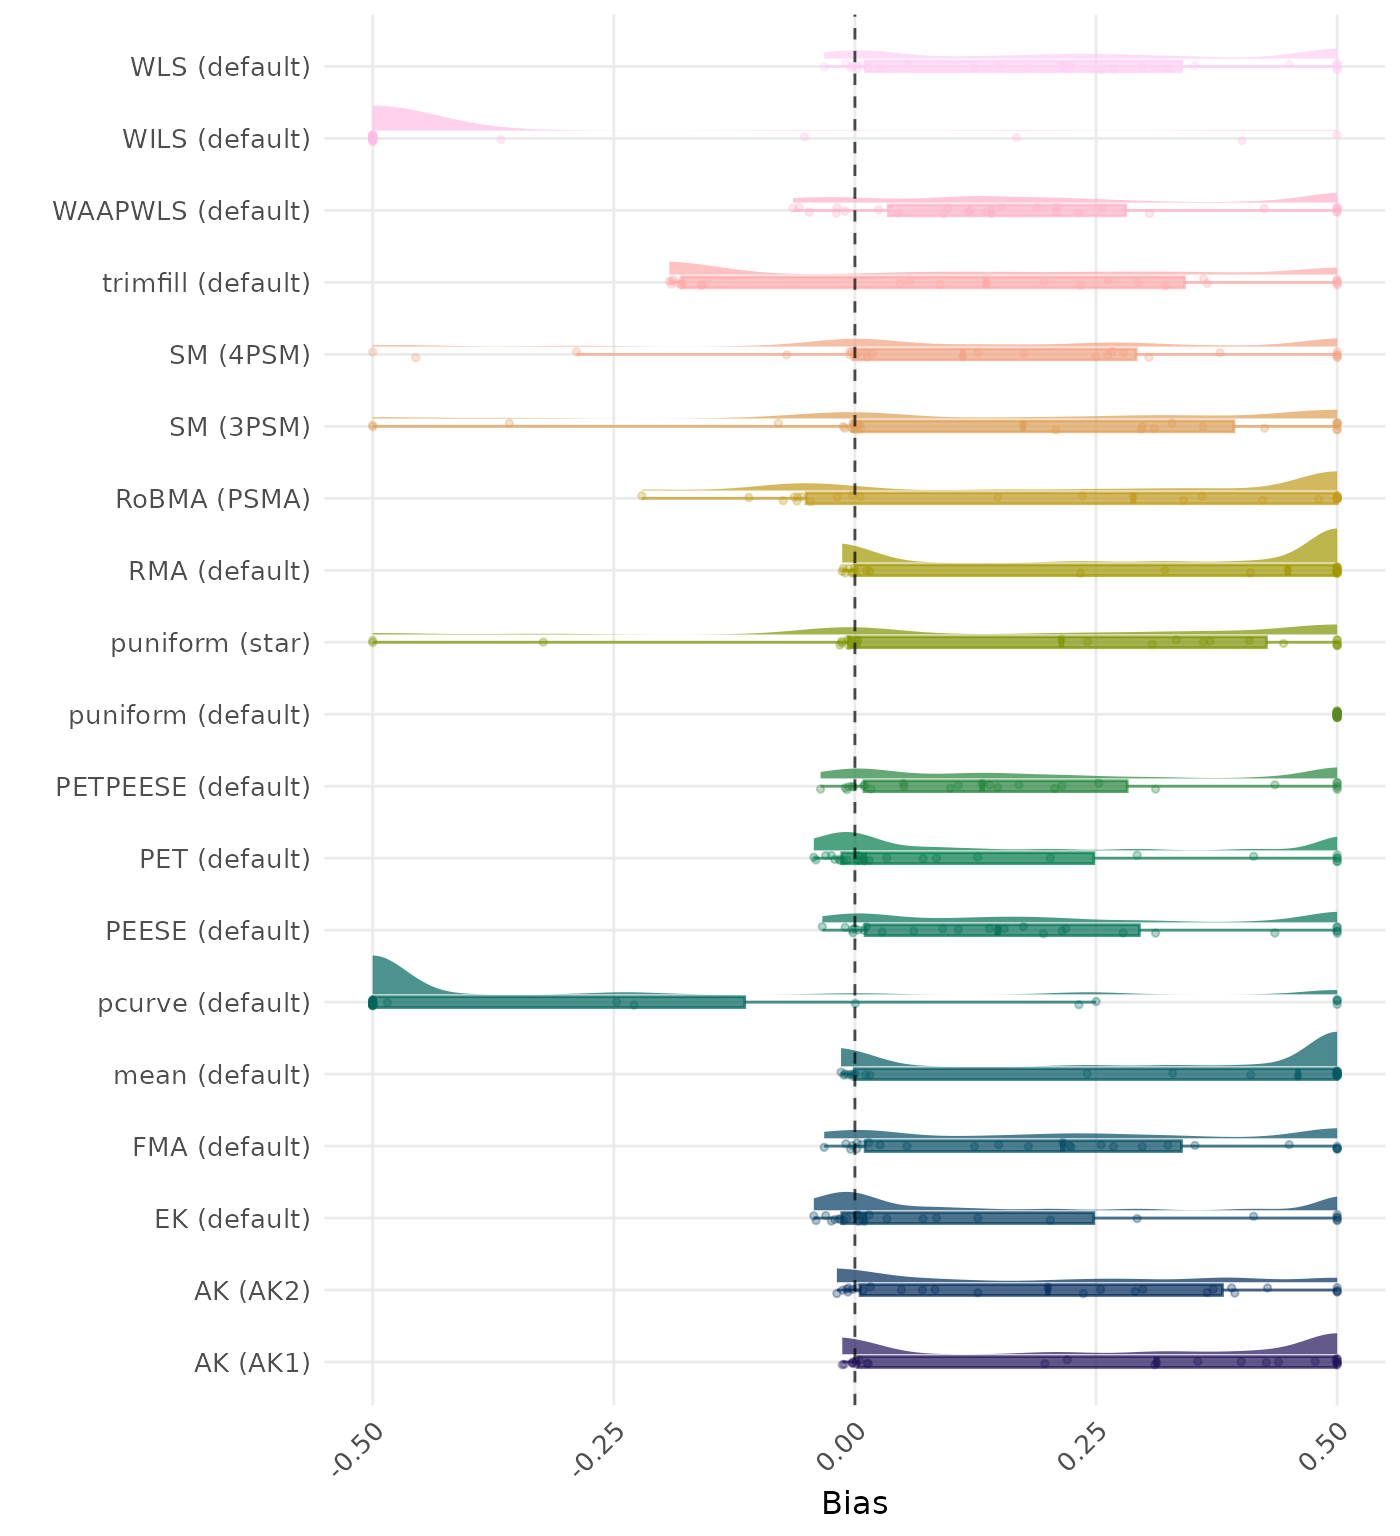 WLS (default)
WILS (default)
WAAPWLS (default)
trimfill (default)
SM (4PSM)
SM (3PSM)
RoBMA (PSMA)
RMA (default)
puniform (star)
puniform (default)
PETPEESE (default)
PET (default)
PEESE (default)
pcurve (default)
mean (default)
FMA (default)
EK (default)
AK (AK2)
AK (AK1)
-0.50
-0.25
0.00
0.25
0.50
Bias